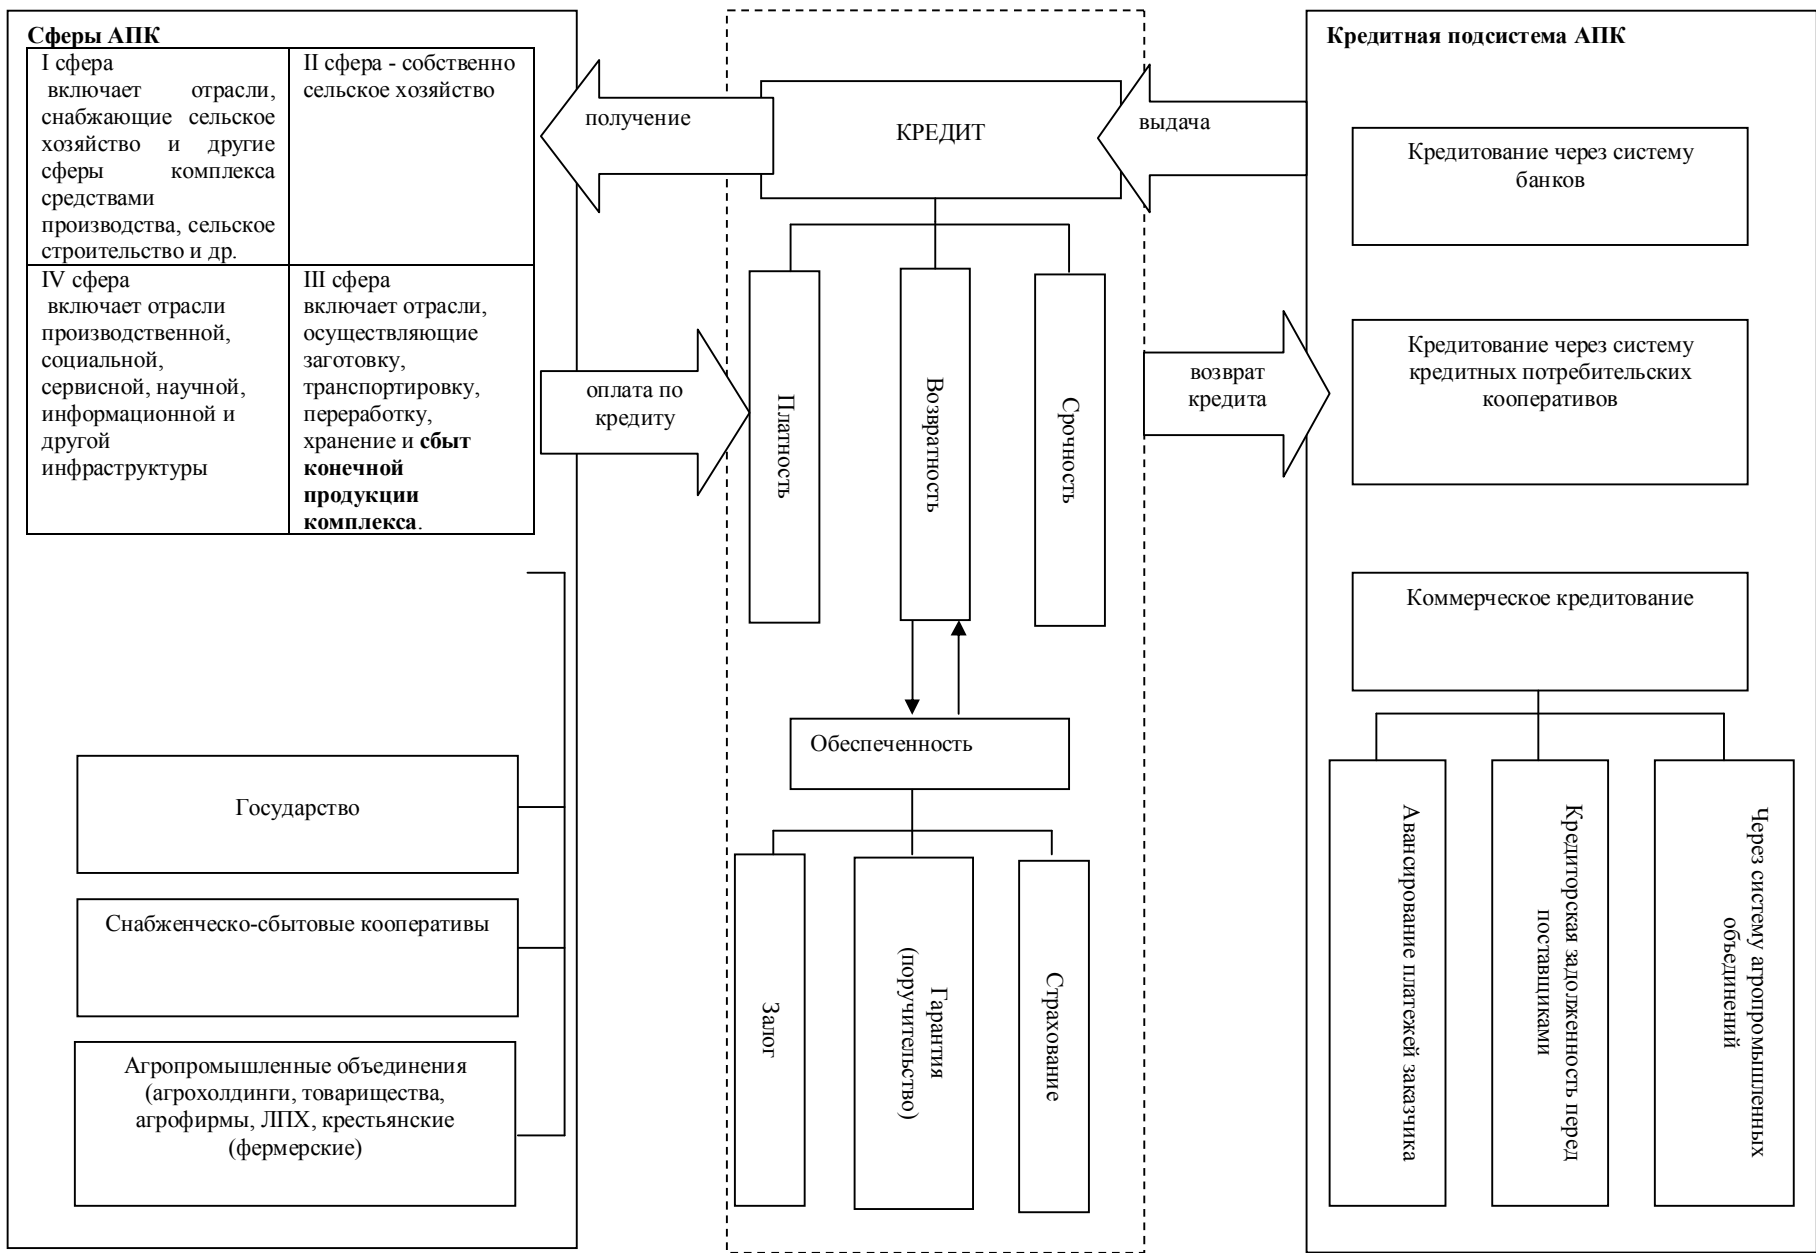 Сферы АПК
I сфера
включает отрасли,
снабжающие сельское
хозяйство и другие
сферы комплекса
средствами
производства, сельское
строительство и др.
II сфера - собственно
сельское хозяйство
IV сфера
включает отрасли
производственной,
социальной,
сервисной, научной,
информационной и
другой
инфраструктуры
III сфера
включает отрасли,
осуществляющие
заготовку,
транспортировку,
переработку,
хранение и сбыт
конечной
продукции
комплекса.
Государство
Снабженческо-сбытовые кооперативы
Агропромышленные объединения
(агрохолдинги, товарищества,
агрофирмы, ЛПХ, крестьянские
(фермерские)
получение
оплата по
кредиту
КРЕДИТ
Платность
Возвратность
Срочность
Обеспеченность
Залог
Гарантия
(поручительство)
Страхование
выдача
возврат
кредита
Кредитная подсистема АПК
Кредитование через систему
банков
Кредитование через систему
кредитных потребительских
кооперативов
Коммерческое кредитование
Авансирование платежей заказчика
Кредиторская задолженность перед
поставщиками
Через систему агропромышленных
объединений